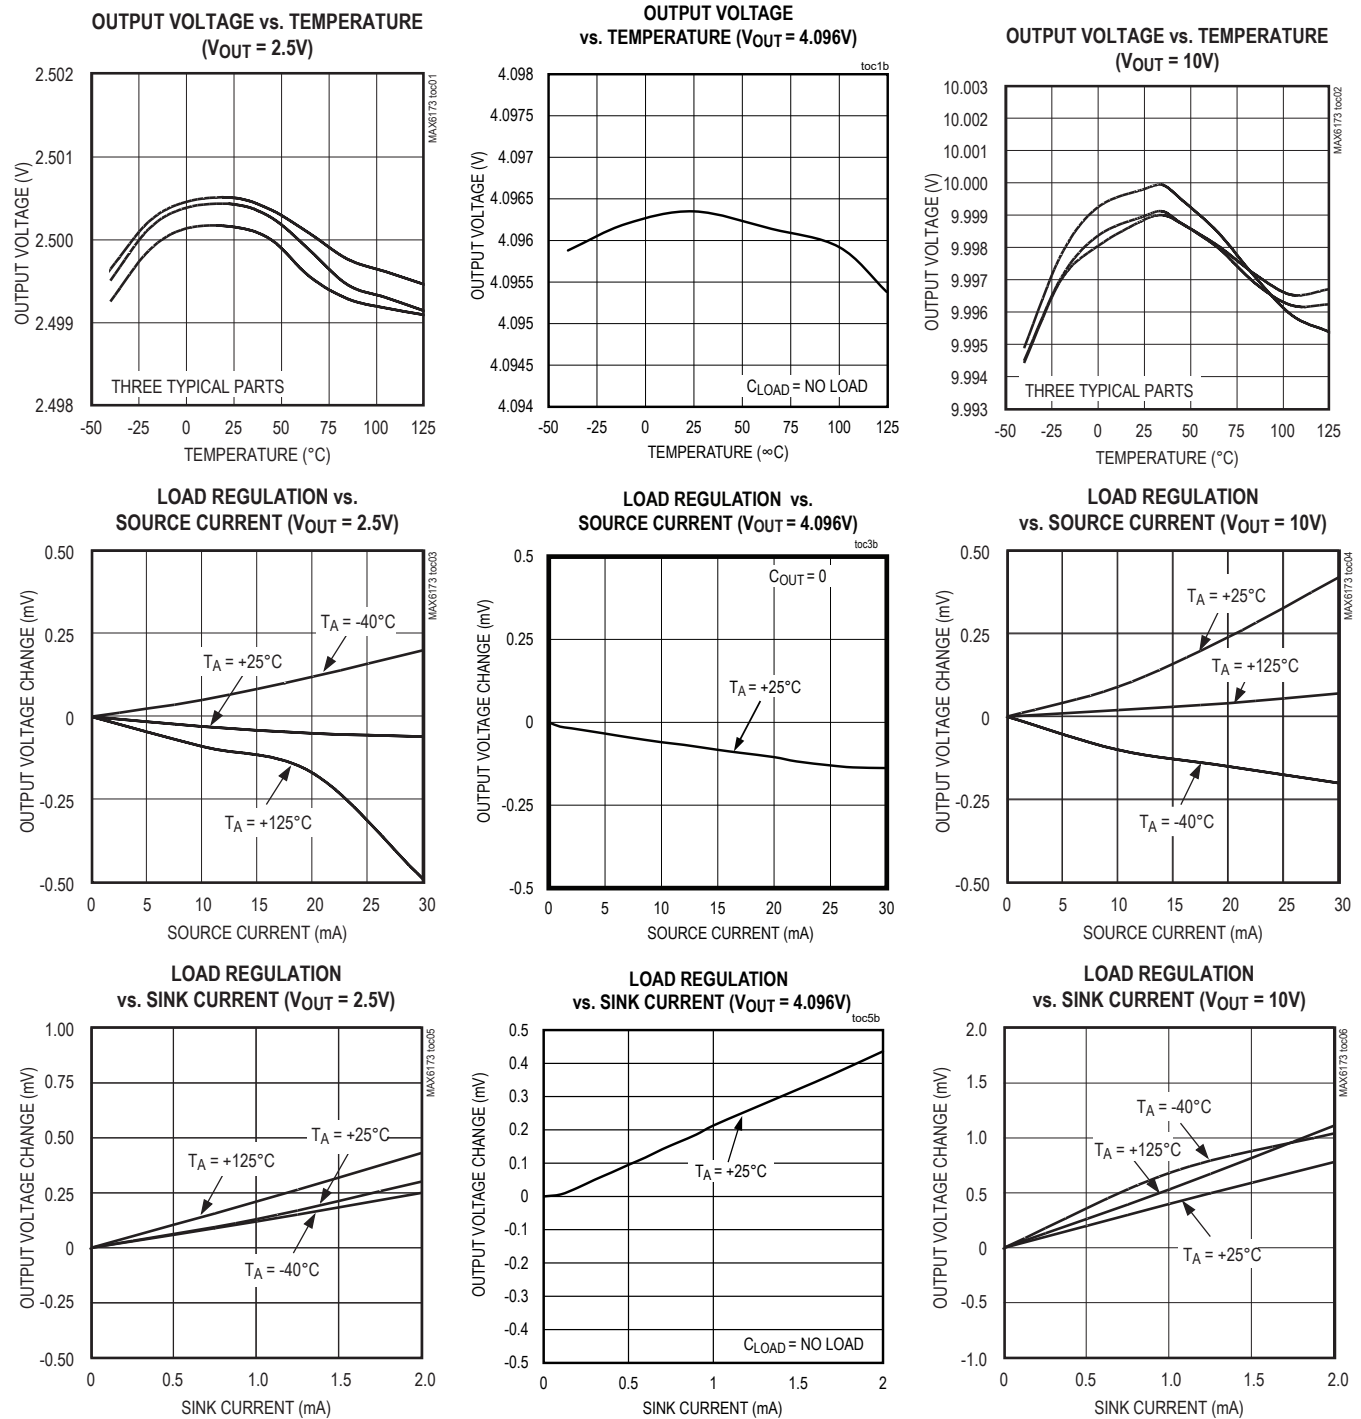 OUTPUT VOLTAGE vs. TEMPERATURE
(VOUT = 2.5V)
MAX6173 toc01
OUTPUT VOLTAGE (V)
2.502
2.501
2.500
2.499
2.498
THREE TYPICAL PARTS
-50 -25 0 25 50 75 100 125
TEMPERATURE (°C)
OUTPUT VOLTAGE
vs. TEMPERATURE (VOUT = 4.096V)
toc1b
OUTPUT VOLTAGE (V)
4.098
4.0975
4.097
4.0965
4.096
4.0955
4.095
4.0945
4.094
CLOAD = NO LOAD
-50 -25 0 25 50 75 100 125
TEMPERATURE (∞C)
OUTPUT VOLTAGE vs. TEMPERATURE
(VOUT = 10V)
MAX6173 toc02
OUTPUT VOLTAGE (V)
10.003
10.002
10.001
10.000
9.999
9.998
9.997
9.996
9.995
9.994
9.993
THREE TYPICAL PARTS
-50 -25 0 25 50 75 100 125
TEMPERATURE (°C)
LOAD REGULATION vs.
SOURCE CURRENT (VOUT = 2.5V)
MAX6173 toc03
OUTPUT VOLTAGE CHANGE (mV)
0.50
0.25
0
-0.25
-0.50
TA = -40°C
TA = +25°C
TA = +125°C
0 5 10 15 20 25 30
SOURCE CURRENT (mA)
LOAD REGULATION vs.
SOURCE CURRENT (VOUT = 4.096V)
toc3b
OUTPUT VOLTAGE CHANGE (mV)
0.5
0.25
0
-0.25
-0.5
COUT = 0
TA = +25°C
0 5 10 15 20 25 30
SOURCE CURRENT (mA)
LOAD REGULATION
vs. SOURCE CURRENT (VOUT = 10V)
MAX6173 toc04
OUTPUT VOLTAGE CHANGE (mV)
0.50
0.25
0
-0.25
-0.50
TA = +25°C
TA = +125°C
TA = -40°C
0 5 10 15 20 25 30
SOURCE CURRENT (mA)
LOAD REGULATION
vs. SINK CURRENT (VOUT = 2.5V)
MAX6173 toc05
OUTPUT VOLTAGE CHANGE (mV)
1.00
0.75
0.50
0.25
0
-0.25
-0.50
TA = +25°C
TA = +125°C
TA = -40°C
0 0.5 1.0 1.5 2.0
SINK CURRENT (mA)
LOAD REGULATION
vs. SINK CURRENT (VOUT = 4.096V)
toc5b
OUTPUT VOLTAGE CHANGE (mV)
0.5
0.4
0.3
0.2
0.1
0
-0.1
-0.2
-0.3
-0.4
-0.5
TA = +25°C
CLOAD = NO LOAD
0 0.5 1 1.5 2
SINK CURRENT (mA)
LOAD REGULATION
vs. SINK CURRENT (VOUT = 10V)
MAX6173 toc06
OUTPUT VOLTAGE CHANGE (mV)
2.0
1.5
1.0
0.5
0
-0.5
-1.0
TA = -40°C
TA = +125°C
TA = +25°C
0 0.5 1.0 1.5 2.0
SINK CURRENT (mA)